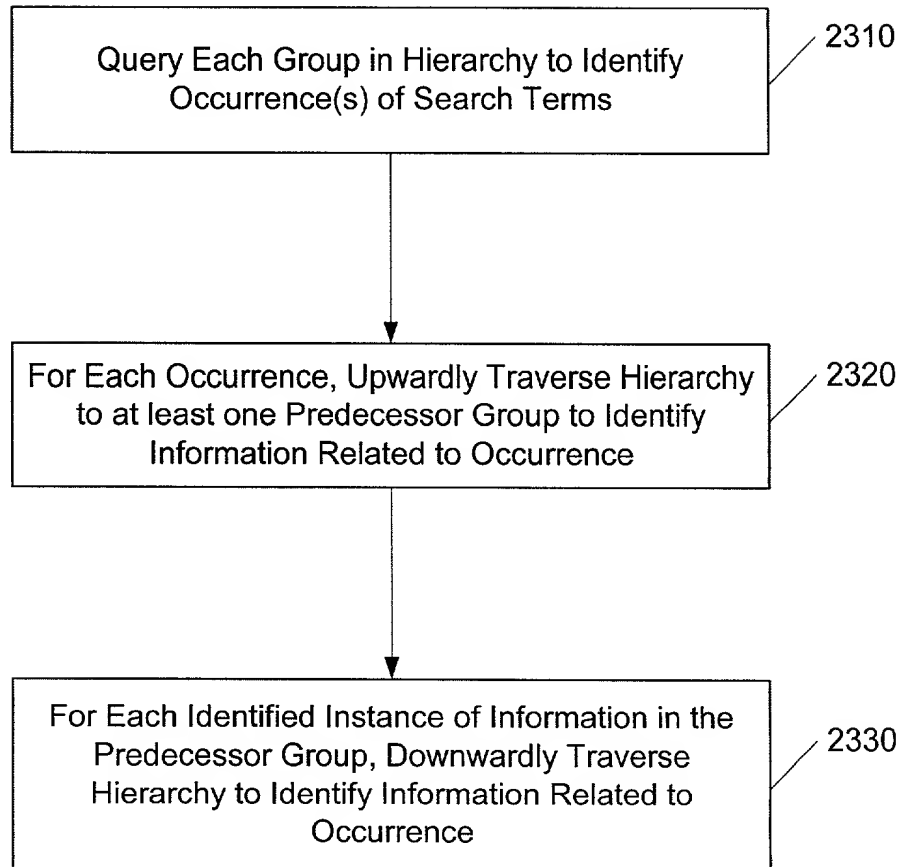 Query Each Group in Hierarchy to Identify
Occurrence(s) of Search Terms
2310
For Each Occurrence, Upwardly Traverse Hierarchy
to at least one Predecessor Group to Identify
Information Related to Occurrence
2320
For Each Identified Instance of Information in the
Predecessor Group, Downwardly Traverse
Hierarchy to Identify Information Related to
Occurrence
2330